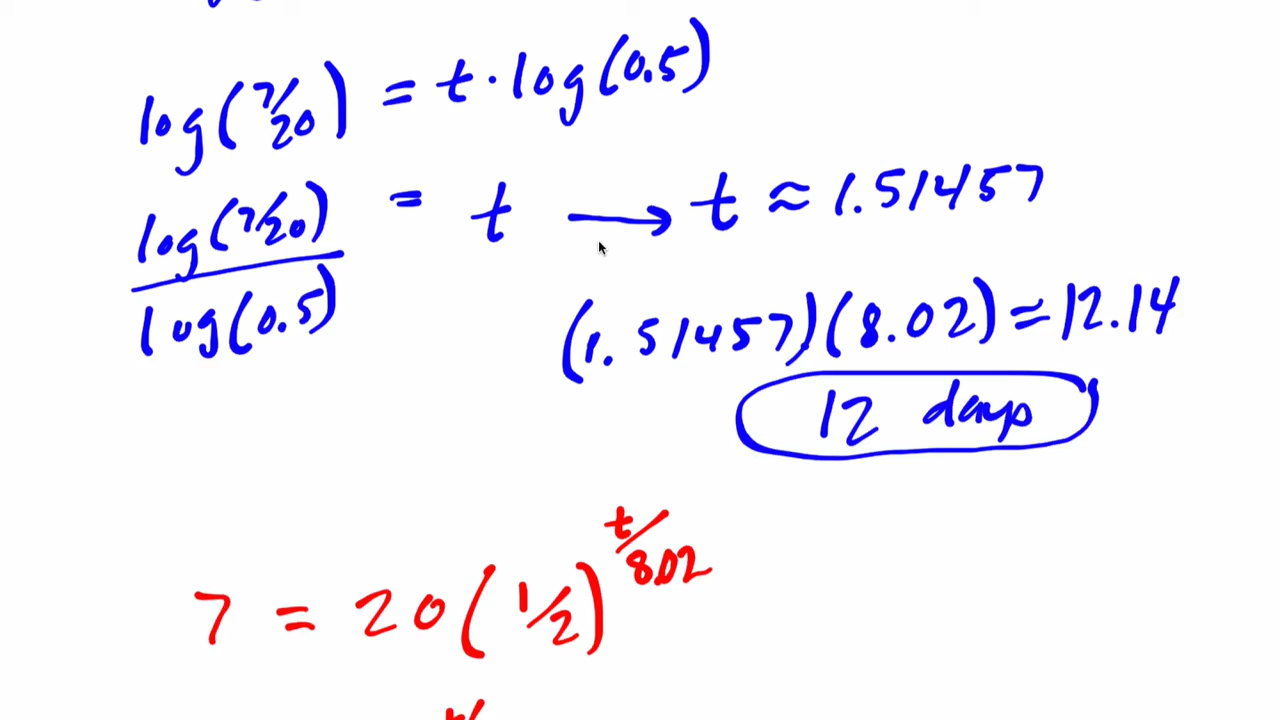 log(7/20) = t · log(0.5)
log(7/20) / log(0.5) = t → t ≈ 1.51457
(1.51457)(8.02) = 12.14
12 days
7 = 20(1/2)^t/8.02